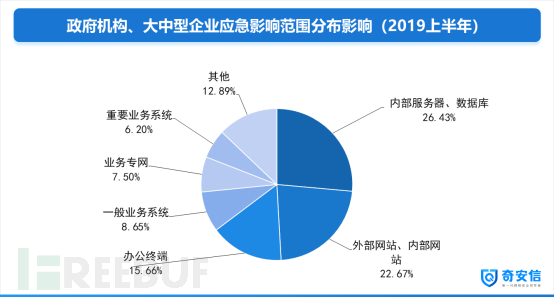 政府机构、大中型企业应急影响范围分布影响（2019上半年）
其他
12.89%
内部服务器、数据库
26.43%
重要业务系统
6.20%
业务专网
7.50%
一般业务系统
8.65%
办公终端
15.66%
外部网站、内部网
站
22.67%
FREEBUF
奇安信